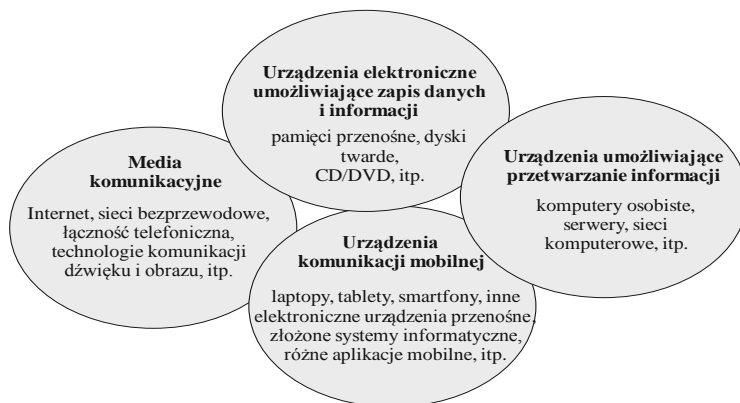 Urządzenia elektroniczne
umożliwiające zapis danych
i informacji
pamięci przenośne, dyski
twarde,
CD/DVD, itp.
Media
komunikacyjne
Internet, sieci bezprzewodowe,
łączność telefoniczna,
technologie komunikacji
dźwięku i obrazu, itp.
Urządzenia umożliwiające
przetwarzanie informacji
komputery osobiste,
serwery, sieci
komputerowe, itp.
Urządzenia
komunikacji mobilnej
laptopy, tablety, smartfony, inne
elektroniczne urządzenia przenośne,
złożone systemy informatyczne,
różne aplikacje mobilne, itp.